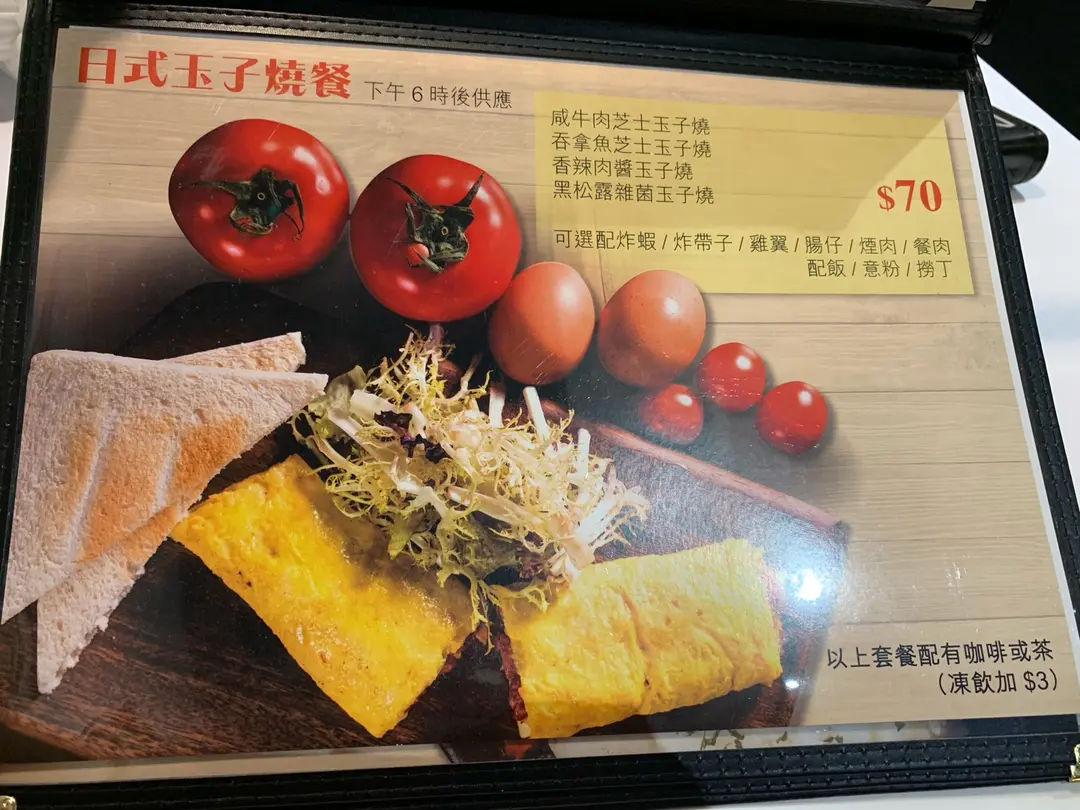 日式玉子燒餐 下午 6 時後供應
咸牛肉芝士玉子燒
吞拿魚芝士玉子燒
香辣肉醬玉子燒
黑松露雜菌玉子燒
$70
可選配炸蝦 / 炸帶子 / 雞翼 / 腸仔 / 煙肉 / 餐肉
配飯 / 意粉 / 撈丁
以上套餐配有咖啡或茶
(凍飲加 $3)